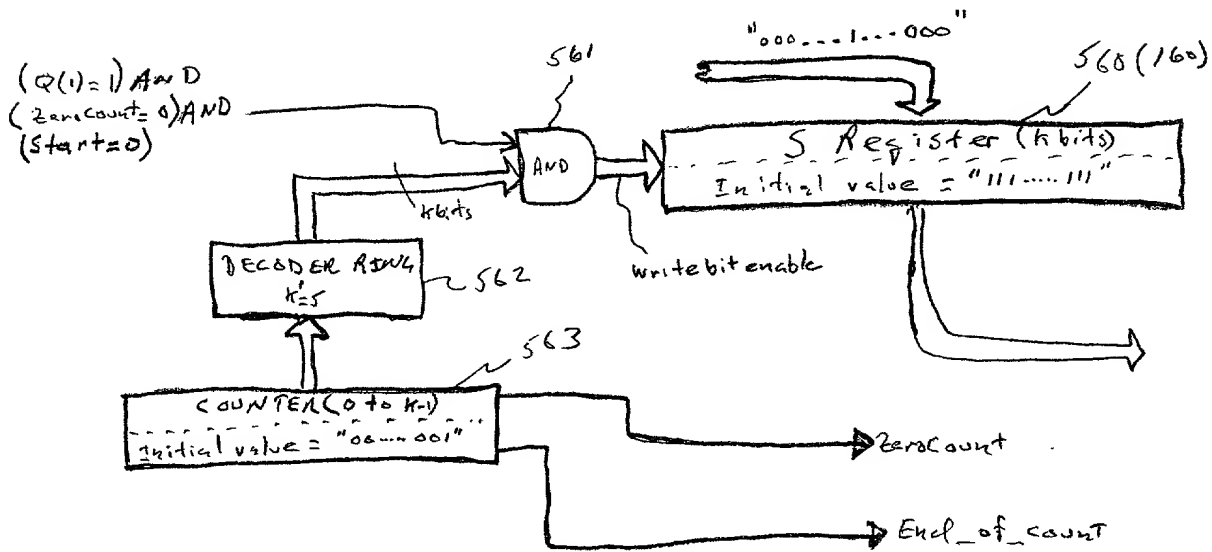 "000...1...000"
561
560 (160)
(Q(1)=1) AND
(ZeroCount=0) AND
(Start=0)
AND
S Register (k bits)
Initial value = "111.....111"
k bits
write bit enable
DECODER RING
562
563
COUNTER (0 to k-1)
Initial value = "00....001"
ZeroCount
End_of_count